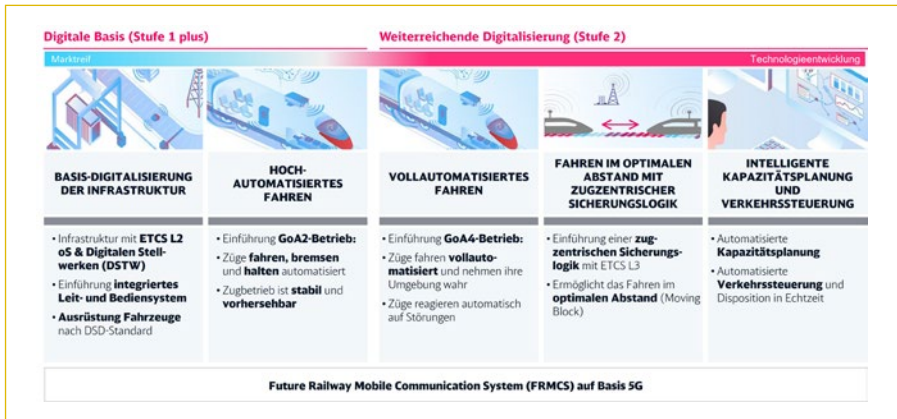 Digitale Basis (Stufe 1 plus)
Weiterreichende Digitalisierung (Stufe 2)
Marktreif
Technologieentwicklung
BASIS-DIGITALISIERUNG
DER INFRASTRUKTUR
• Infrastruktur mit ETCS L2
oS & Digitalen Stell-
werken (DSTW)
• Einführung integriertes
Leit- und Bediensystem
• Ausrüstung Fahrzeuge
nach DSD-Standard
HOCH-
AUTOMATISIERTES
FAHREN
• Einführung GoA2-Betrieb:
• Züge fahren, bremsen
und halten automatisiert
• Zugbetrieb ist stabil und
vorhersehbar
VOLLAUTOMATISIERTES
FAHREN
• Einführung GoA4-Betrieb:
• Züge fahren vollauto-
matisiert und nehmen ihre
Umgebung wahr
• Züge reagieren automatisch
auf Störungen
FAHREN IM OPTIMALEN
ABSTAND MIT
ZUGZENTRISCHER
SICHERUNGSLOGIK
• Einführung einer zug-
zentrischen Sicherungs-
logik mit ETCS L3
• Ermöglicht das Fahren im
optimalen Abstand (Moving
Block)
INTELLIGENTE
KAPAZITÄTSPLANUNG
UND
VERKEHRSSTEUERUNG
• Automatisierte
Kapazitätsplanung
• Automatisierte
Verkehrssteuerung und
Disposition in Echtzeit
Future Railway Mobile Communication System (FRMCS) auf Basis 5G